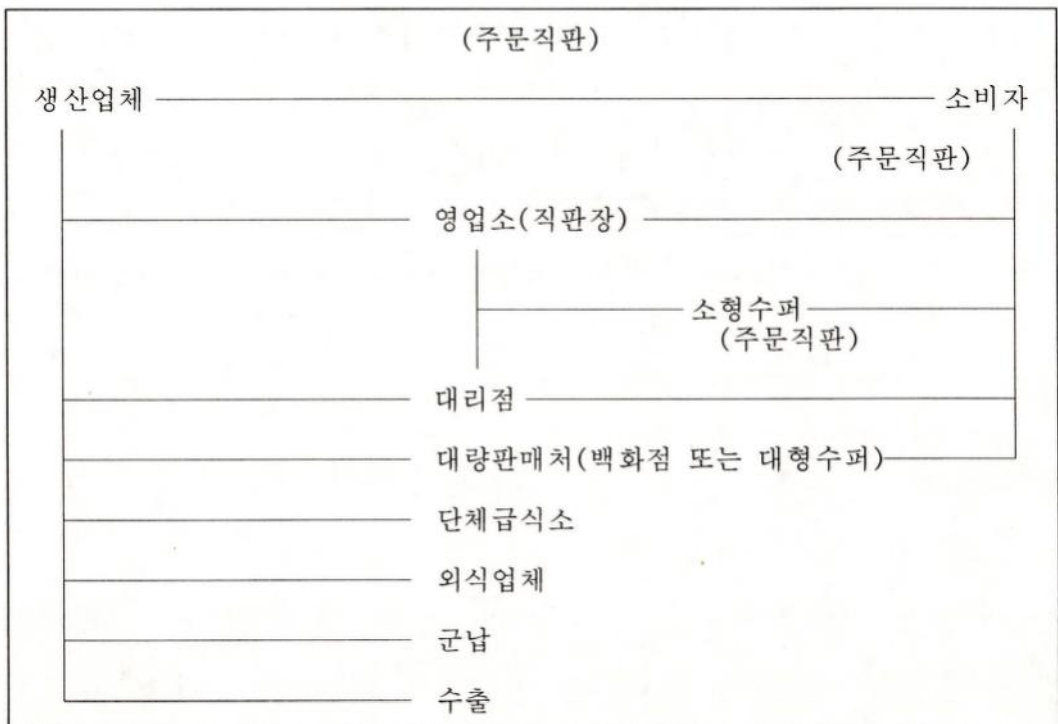 (주문직판)
생산업체 소비자
(주문직판)
영업소(직판장)
소형수퍼
(주문직판)
대리점
대량판매처(백화점 또는 대형수퍼)
단체급식소
외식업체
군납
수출